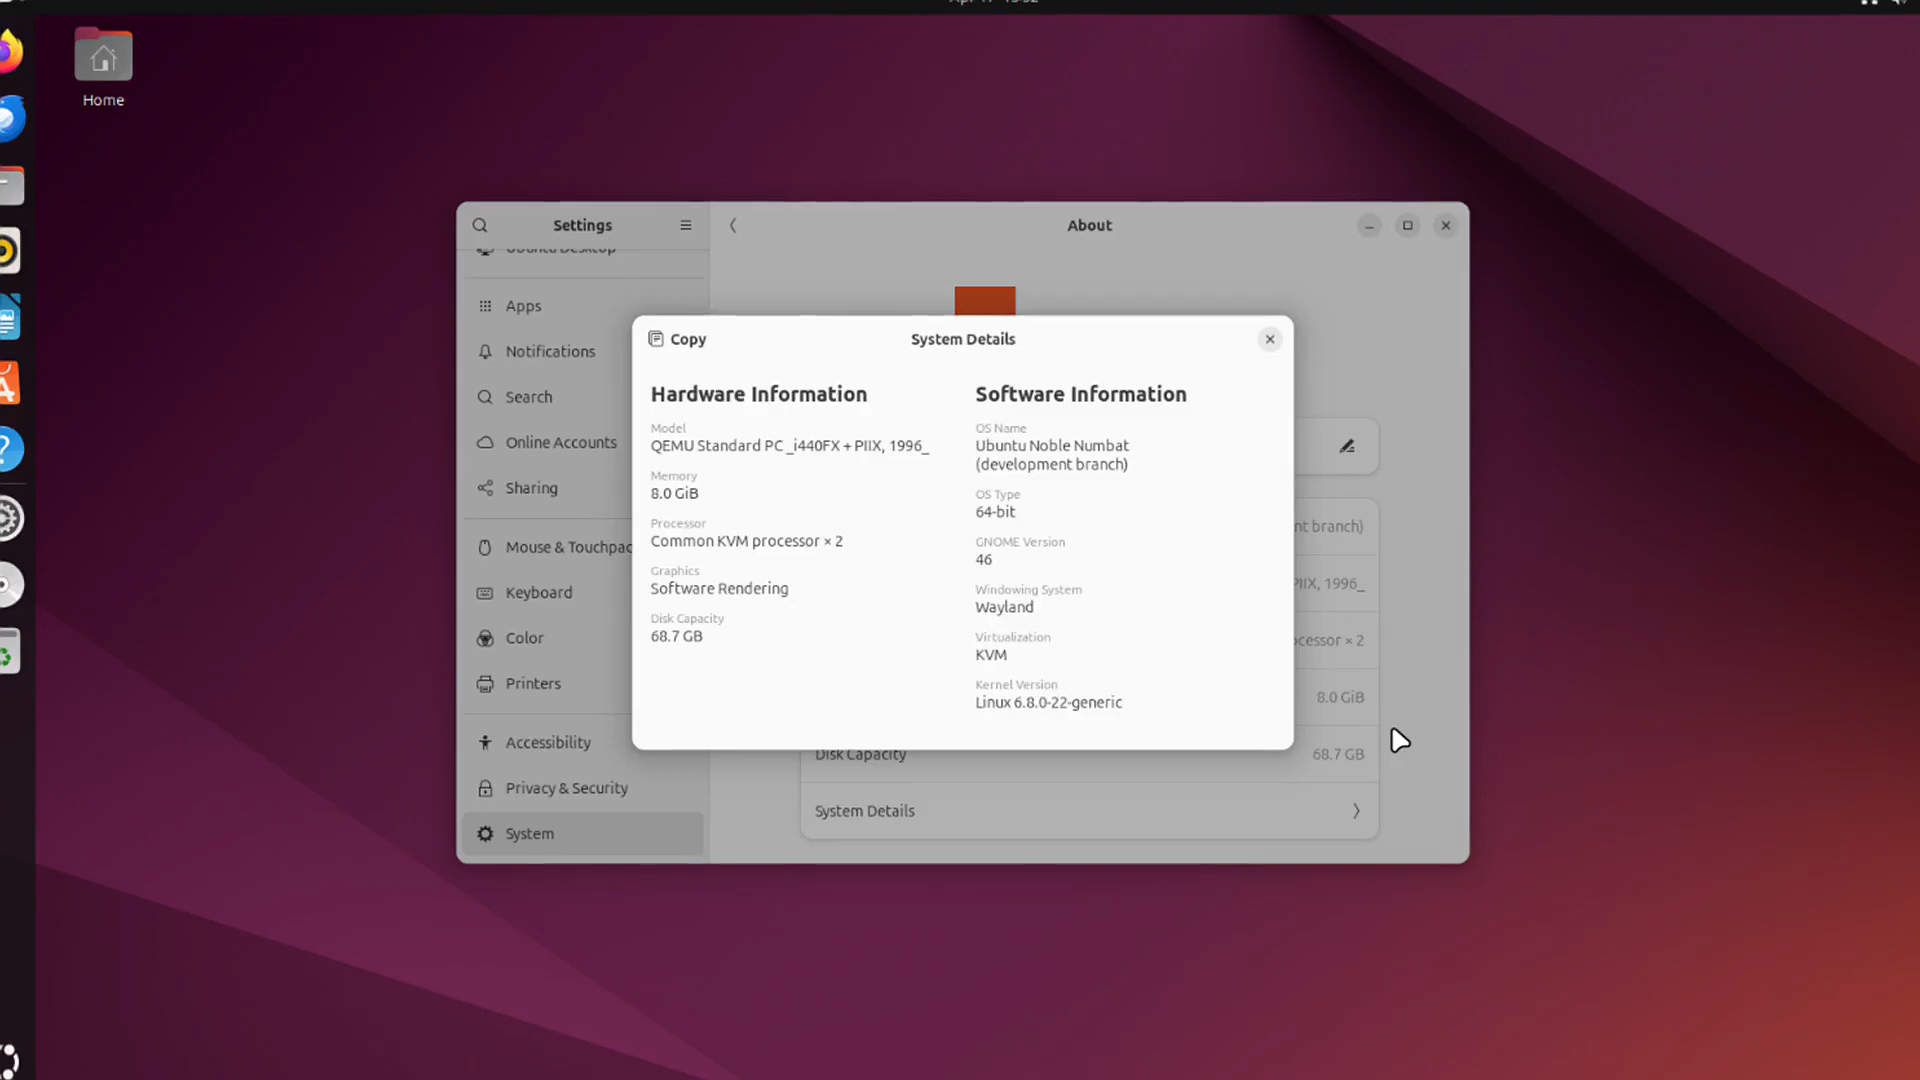 Home
Settings
About
Ubuntu Desktop
Apps
Notifications
Search
Online Accounts
Sharing
Mouse & Touchpad
Keyboard
Color
Printers
Accessibility
Privacy & Security
System
Copy
System Details
Hardware Information
Model
QEMU Standard PC _i440FX + PIIX, 1996_
Memory
8.0 GiB
Processor
Common KVM processor × 2
Graphics
Software Rendering
Disk Capacity
68.7 GB
Software Information
OS Name
Ubuntu Noble Numbat
(development branch)
OS Type
64-bit
GNOME Version
46
Windowing System
Wayland
Virtualization
KVM
Kernel Version
Linux 6.8.0-22-generic
nt branch)
PIIX, 1996_
ocessor × 2
8.0 GiB
Disk Capacity
68.7 GB
System Details